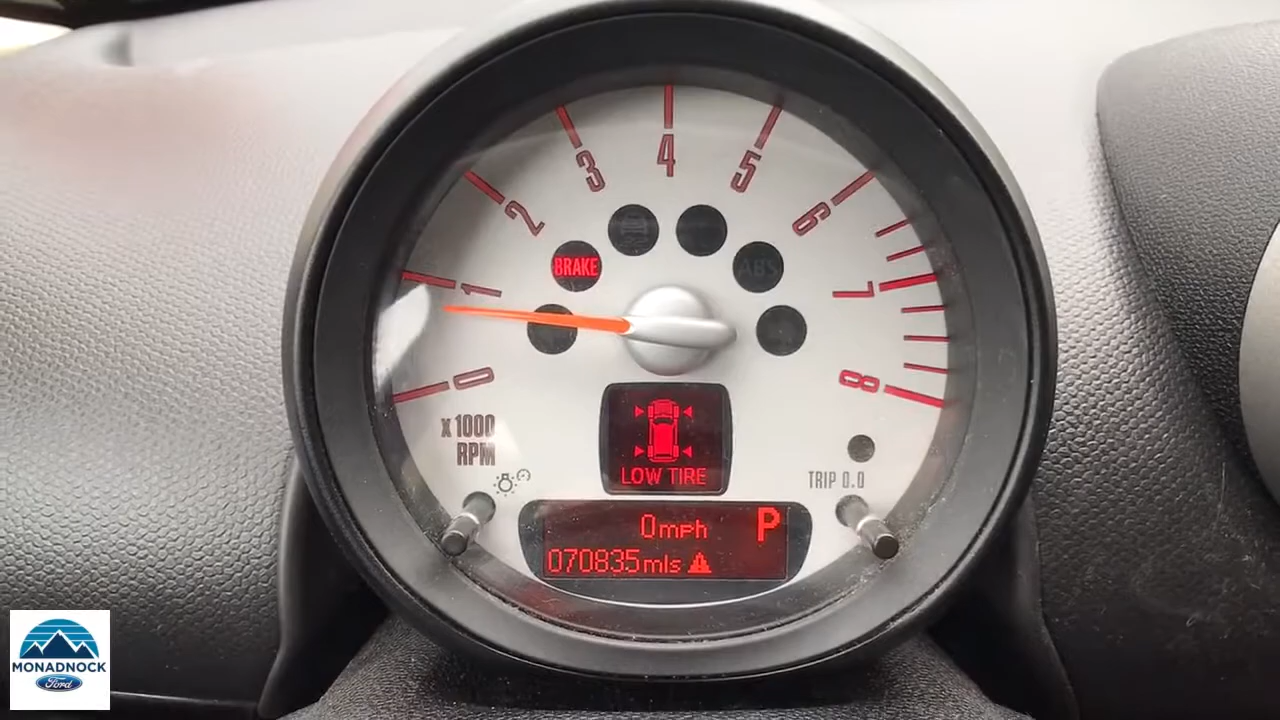 4
3
5
2
6
BRAKE
ABS
1
7
0
8
x 1000
RPM
LOW TIRE
TRIP 0.0
0mph P
070835mls
MONADNOCK
Ford